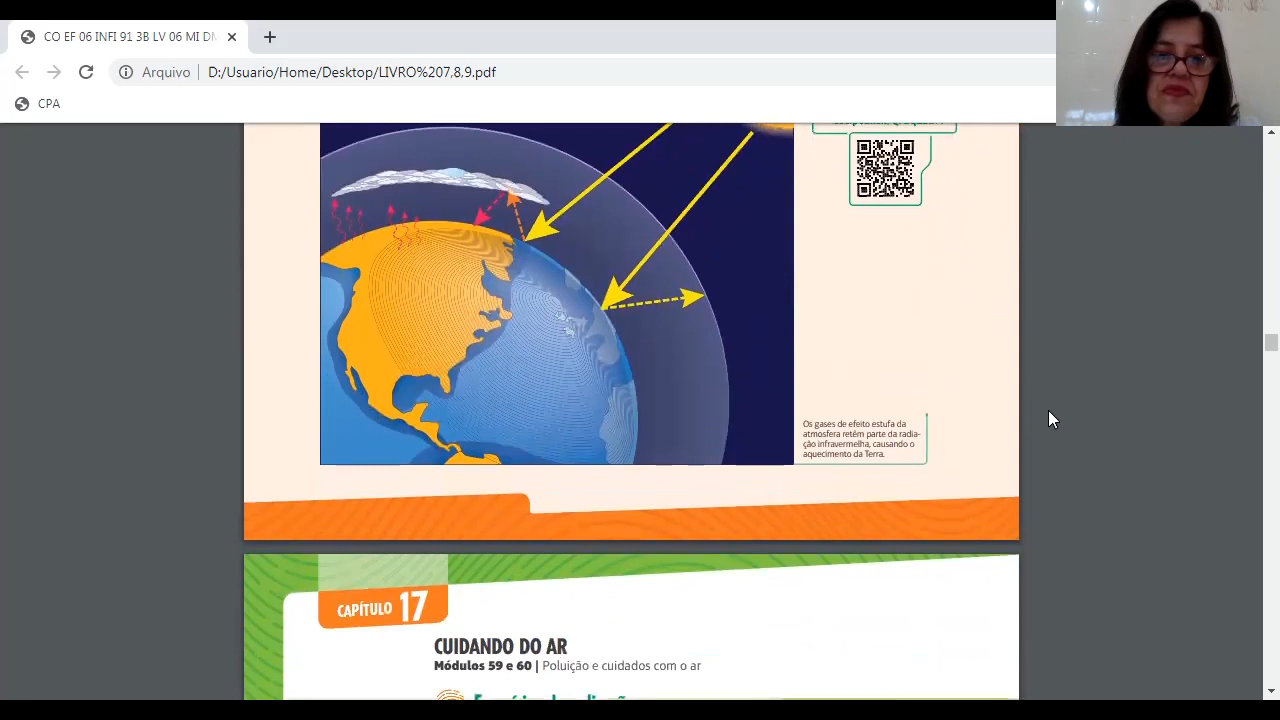 CO EF 06 INFI 91 3B LV 06 MI DM
Arquivo D:/Usuario/Home/Desktop/LIVRO%207,8,9.pdf
CPA
Os gases de efeito estufa da
atmosfera retêm parte da radia-
ção infravermelha, causando o
aquecimento da Terra.
CAPÍTULO 17
CUIDANDO DO AR
Módulos 59 e 60 | Poluição e cuidados com o ar